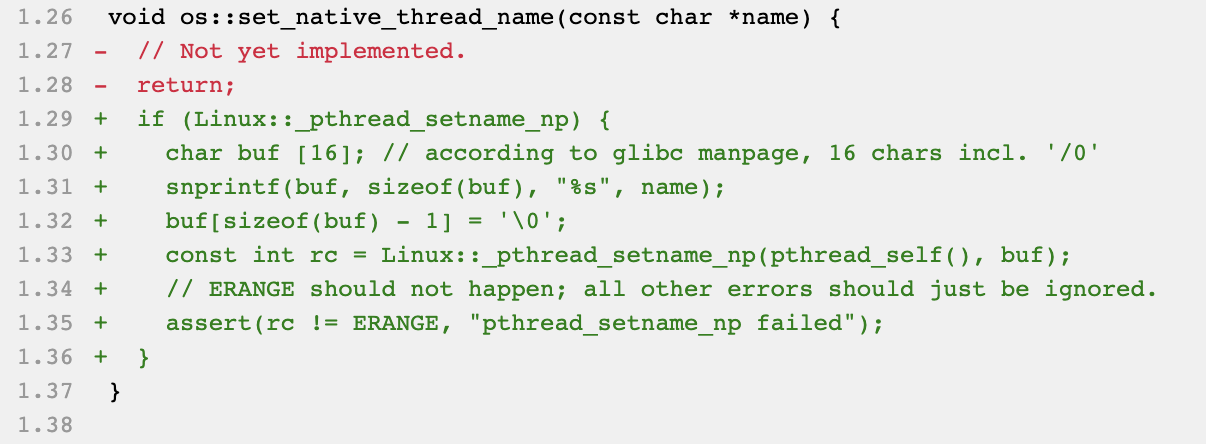 1.26 void os::set_native_thread_name(const char *name) {
1.27 - // Not yet implemented.
1.28 - return;
1.29 + if (Linux::_pthread_setname_np) {
1.30 + char buf [16]; // according to glibc manpage, 16 chars incl. '/0'
1.31 + snprintf(buf, sizeof(buf), "%s", name);
1.32 + buf[sizeof(buf) - 1] = '\0';
1.33 + const int rc = Linux::_pthread_setname_np(pthread_self(), buf);
1.34 + // ERANGE should not happen; all other errors should just be ignored.
1.35 + assert(rc != ERANGE, "pthread_setname_np failed");
1.36 + }
1.37 }
1.38